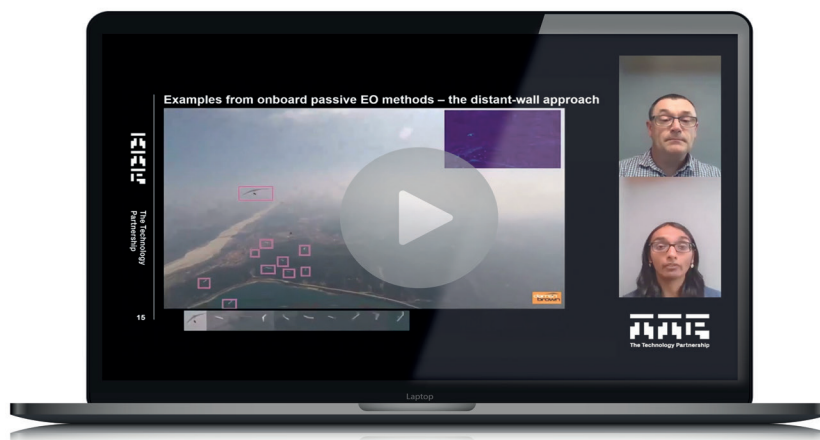 Examples from onboard passive EO methods – the distant-wall approach
The Technology
Partnership
15
The Technology Partnership
Laptop